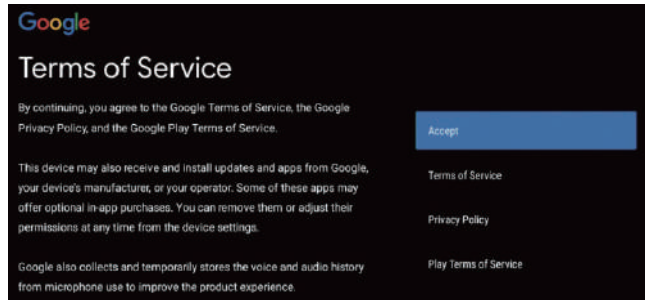 Google
Terms of Service
By continuing, you agree to the Google Terms of Service, the Google
Privacy Policy, and the Google Play Terms of Service.
This device may also receive and install updates and apps from Google,
your device's manufacturer, or your operator. Some of these apps may
offer optional in-app purchases. You can remove them or adjust their
permissions at any time from the device settings.
Google also collects and temporarily stores the voice and audio history
from microphone use to improve the product experience.
Accept
Terms of Service
Privacy Policy
Play Terms of Service